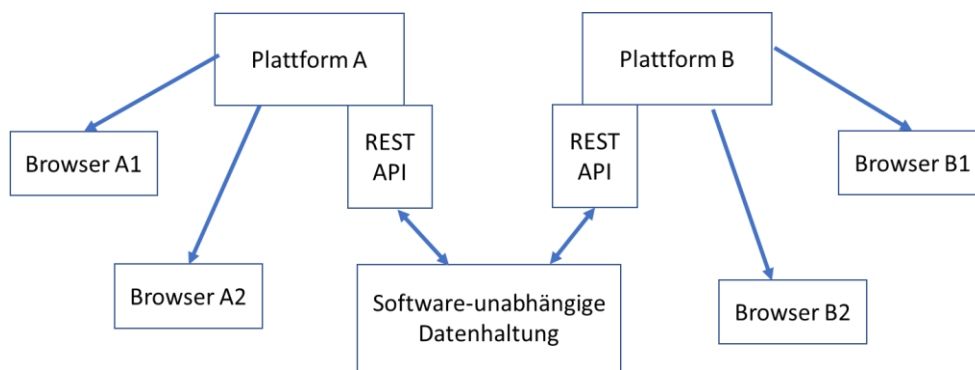 Plattform A
Plattform B
REST
API
REST
API
Browser A1
Browser B1
Browser A2
Software-unabhängige
Datenhaltung
Browser B2